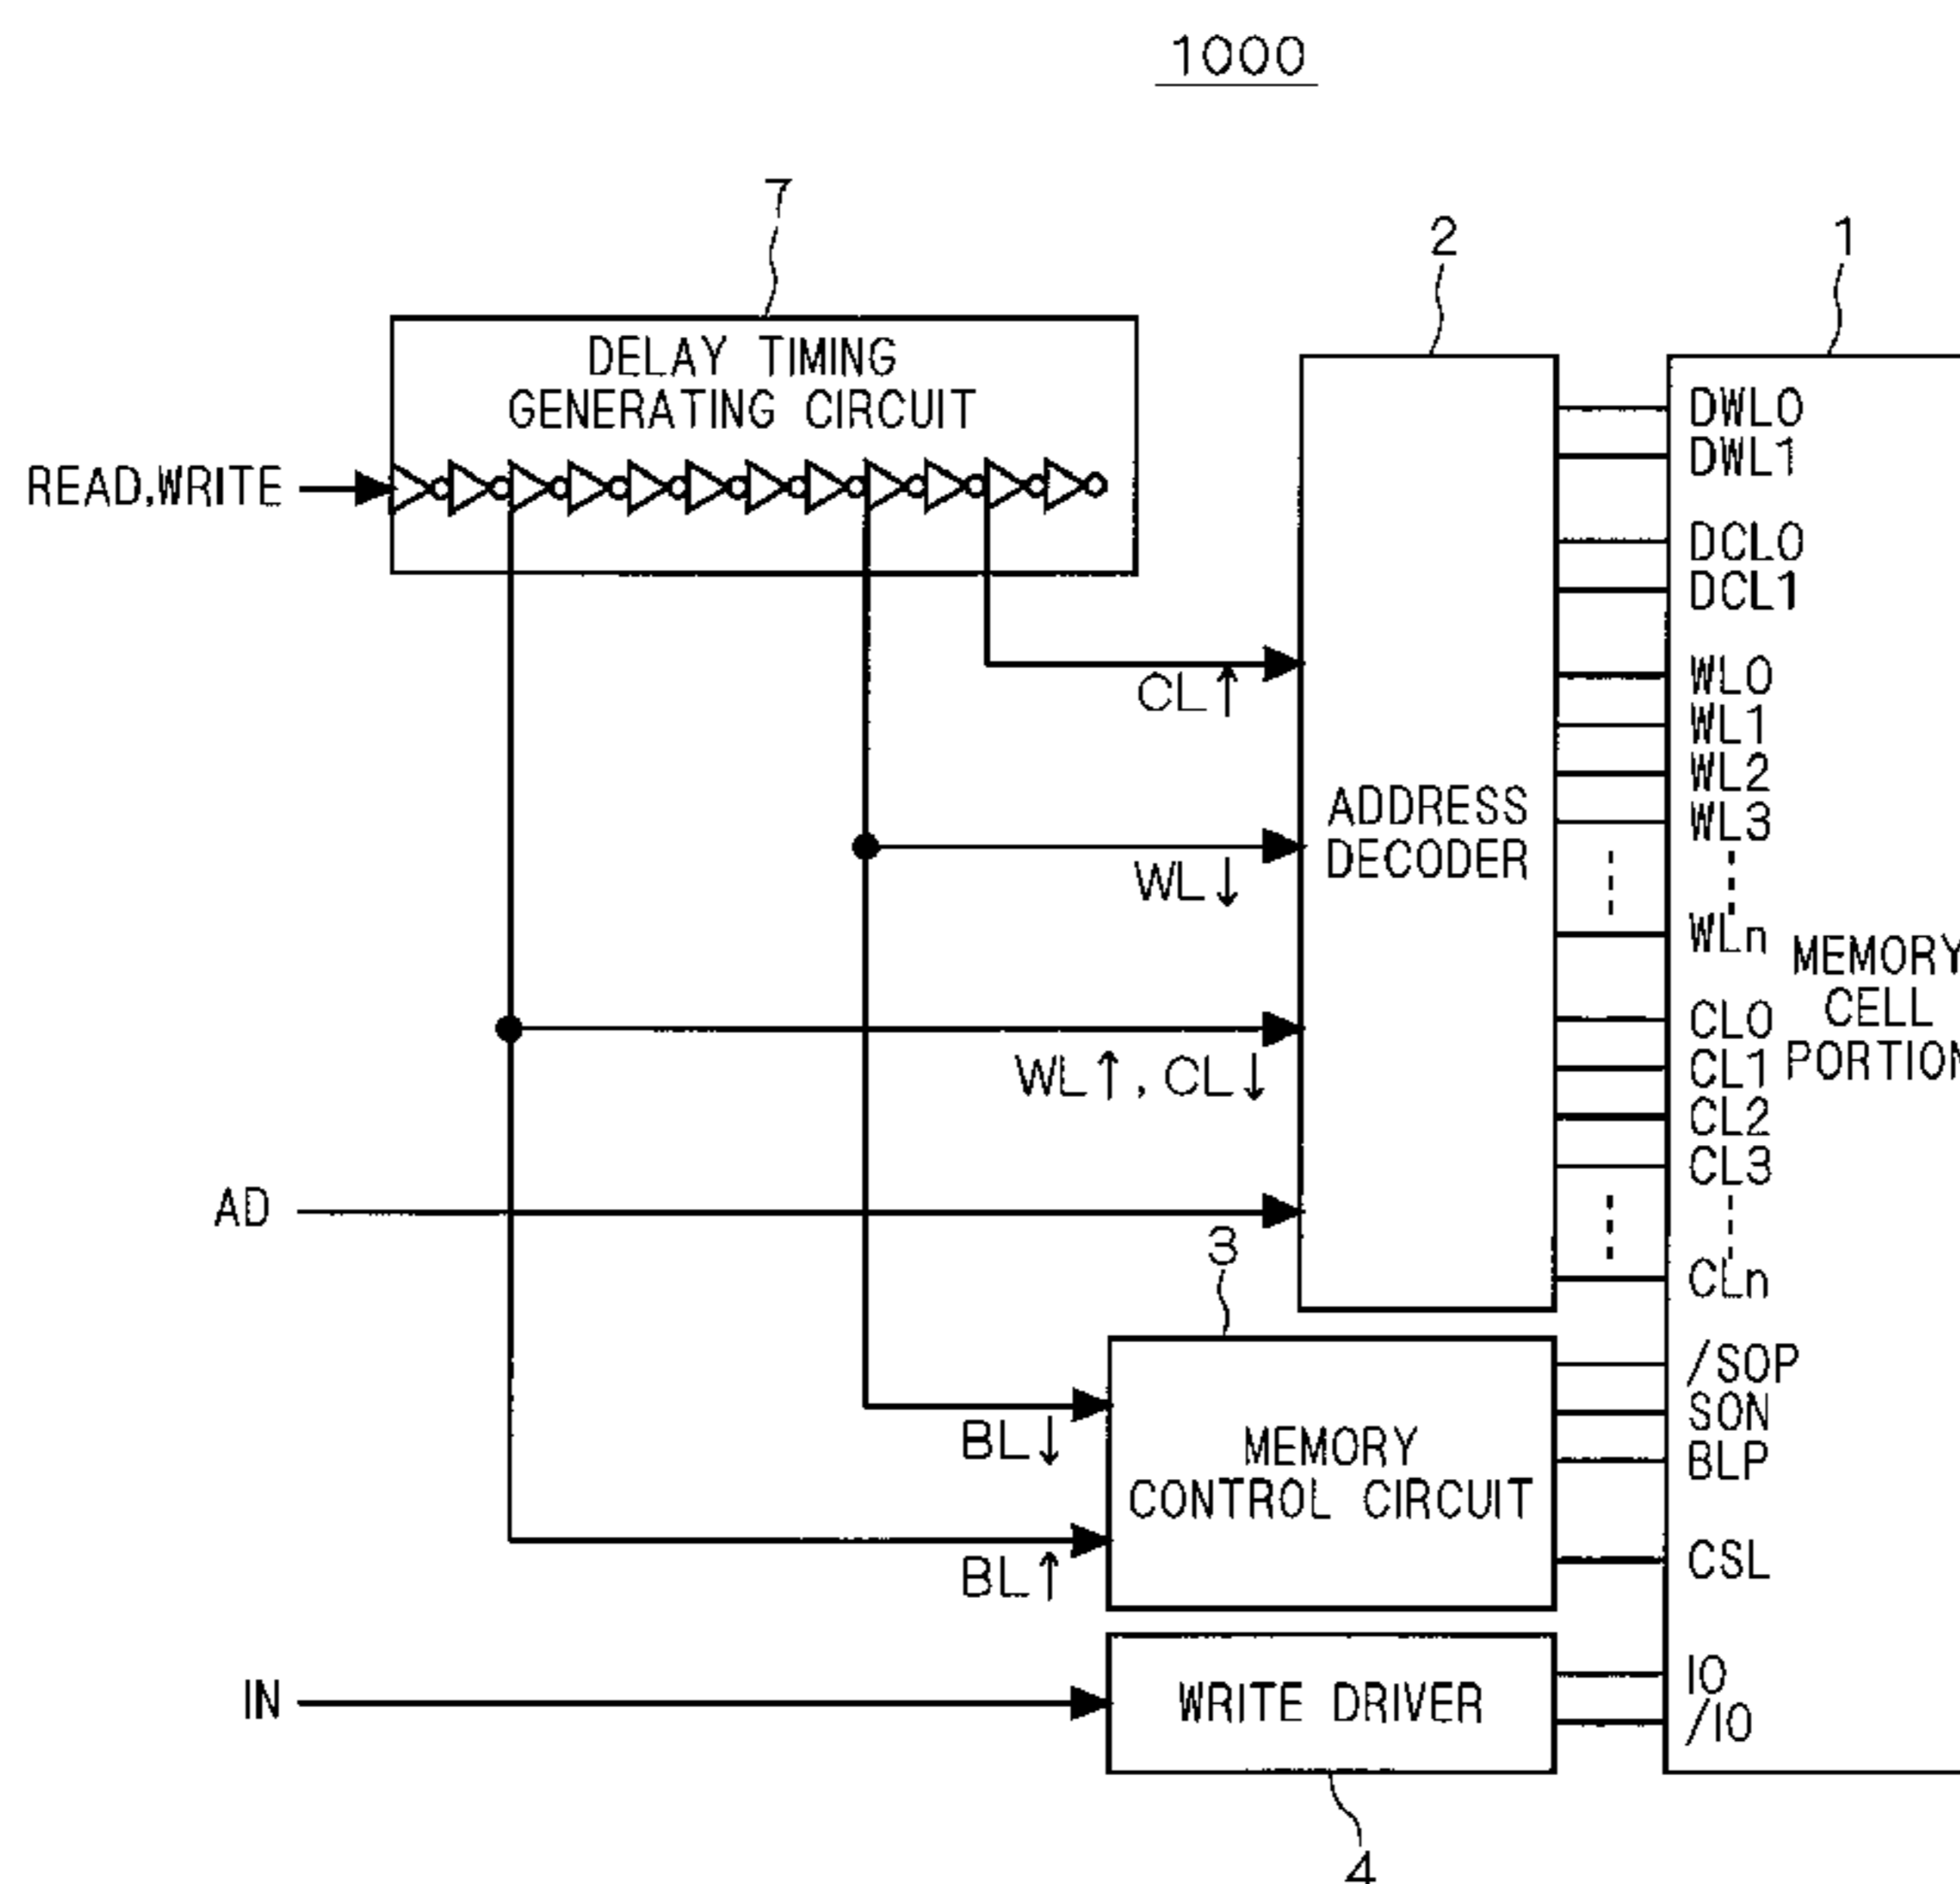 1000
7
2
1
DELAY TIMING
GENERATING CIRCUIT
READ,WRITE
DWL0
DWL1
DCL0
DCL1
CL↑
WL0
WL1
WL2
WL3
WLn
ADDRESS
DECODER
WL↓
MEMORY
CELL
PORTION
WL↑,CL↓
CL0
CL1
CL2
CL3
CLn
AD
3
/SOP
SON
BLP
CSL
BL↓
MEMORY
CONTROL CIRCUIT
BL↑
IN
WRITE DRIVER
IO
/IO
4